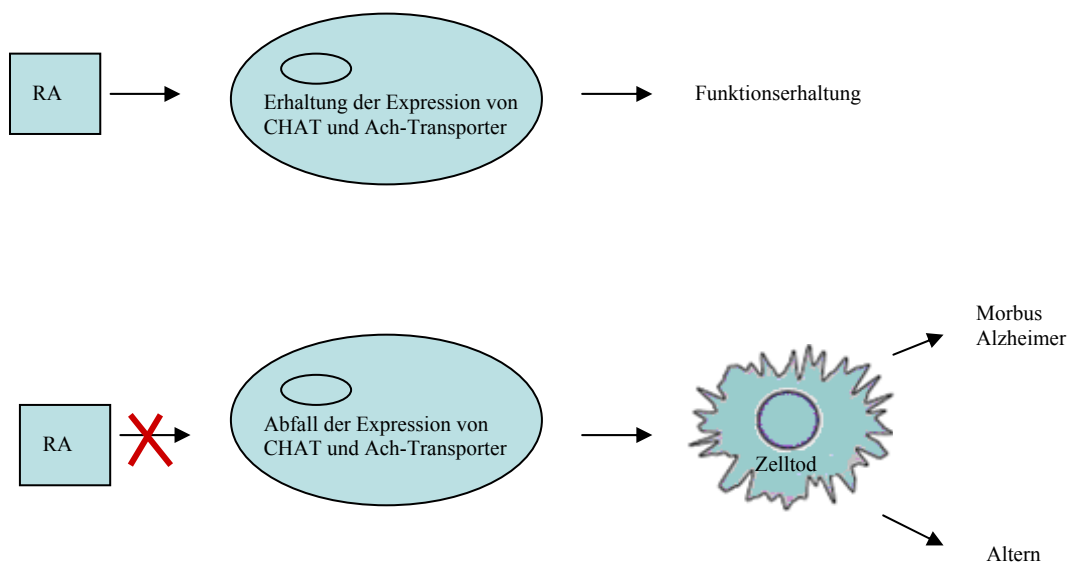 RA
Erhaltung der Expression von
CHAT und Ach-Transporter
Funktionserhaltung
RA
Abfall der Expression von
CHAT und Ach-Transporter
Zelltod
Morbus
Alzheimer
Altern